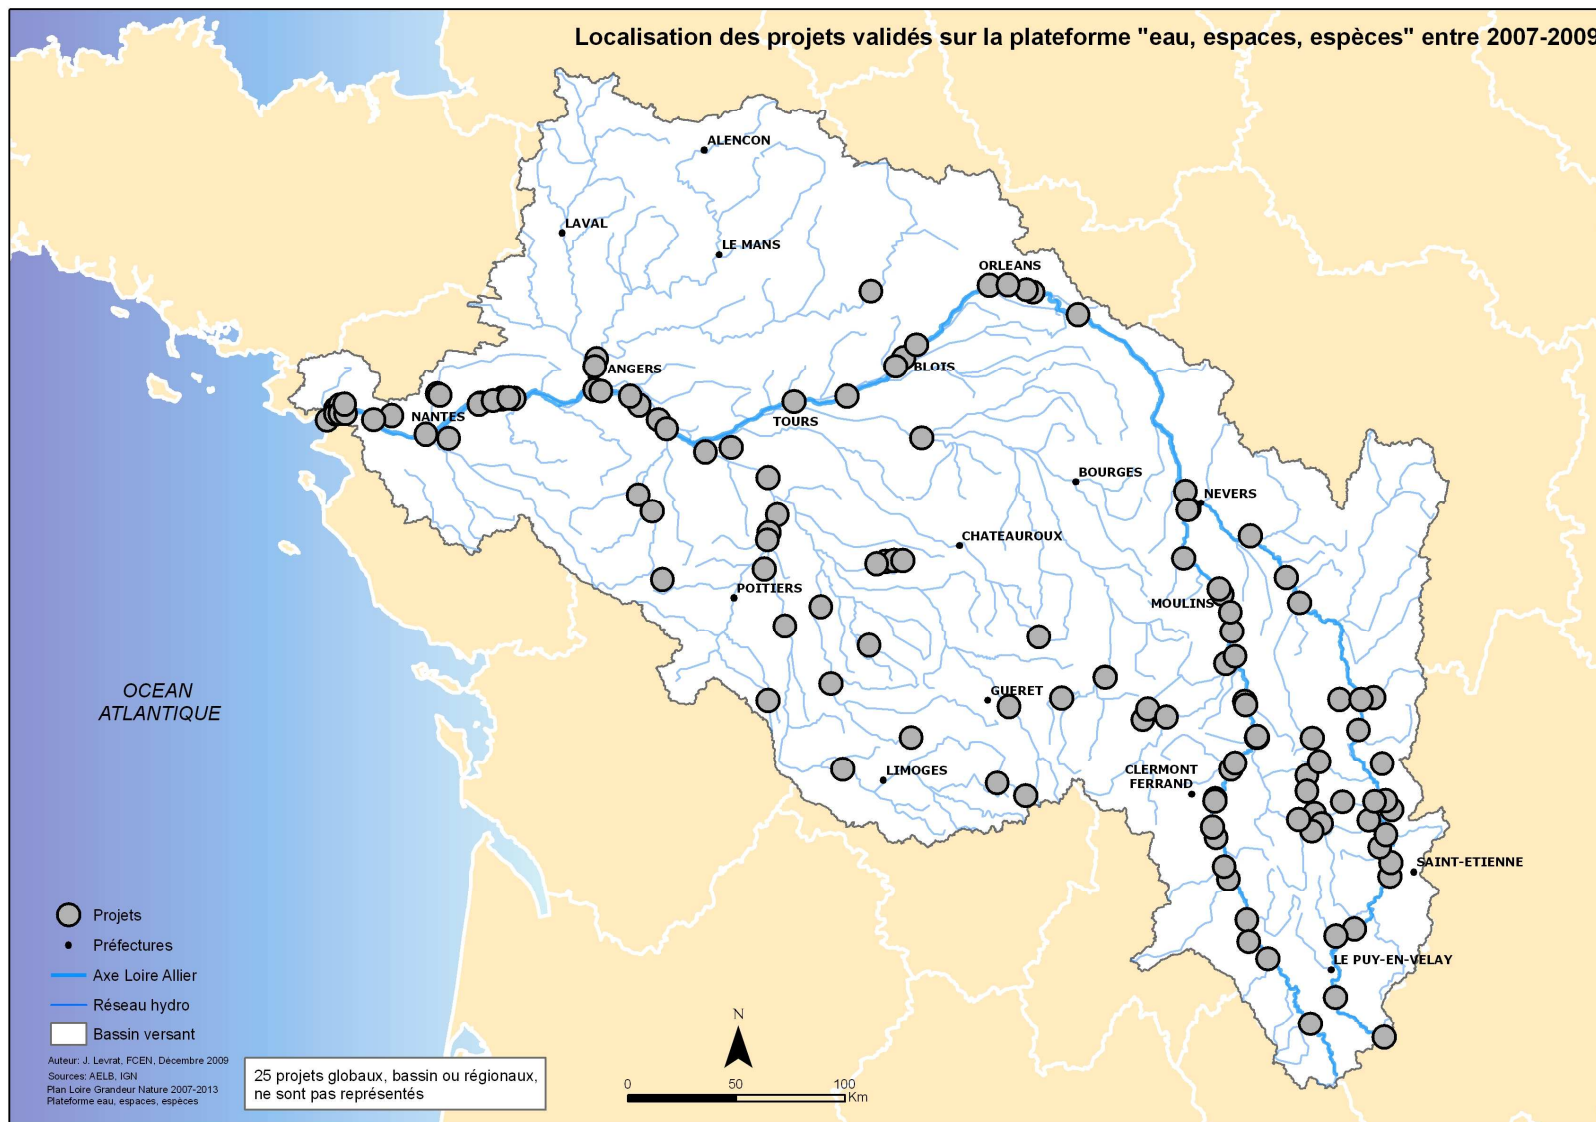 Localisation des projets validés sur la plateforme "eau, espaces, espèces" entre 2007-2009
ALENCON
LAVAL
LE MANS
ORLEANS
ANGERS
BLOIS
NANTES
TOURS
BOURGES
NEVERS
CHATEAUROUX
POITIERS
MOULINS
OCEAN
ATLANTIQUE
GUERET
LIMOGES
CLERMONT
FERRAND
SAINT-ETIENNE
LE PUY-EN-VELAY
Projets
Préfectures
Axe Loire Allier
Réseau hydro
Bassin versant
Auteur: J. Levrat, FCEN, Décembre 2009
Sources: AELB, IGN
Plan Loire Grandeur Nature 2007-2013
Plateforme eau, espaces, espèces
25 projets globaux, bassin ou régionaux,
ne sont pas représentés
N
0 50 100
Km